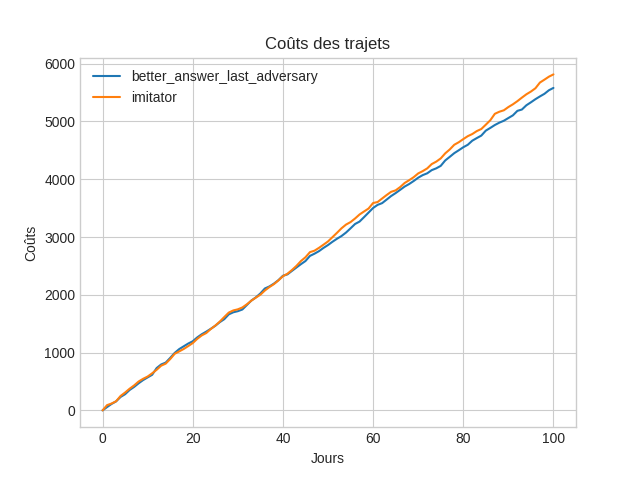 Coûts des trajets
better_answer_last_adversary
imitator
6000
5000
4000
3000
2000
1000
0
Coûts
0 20 40 60 80 100
Jours